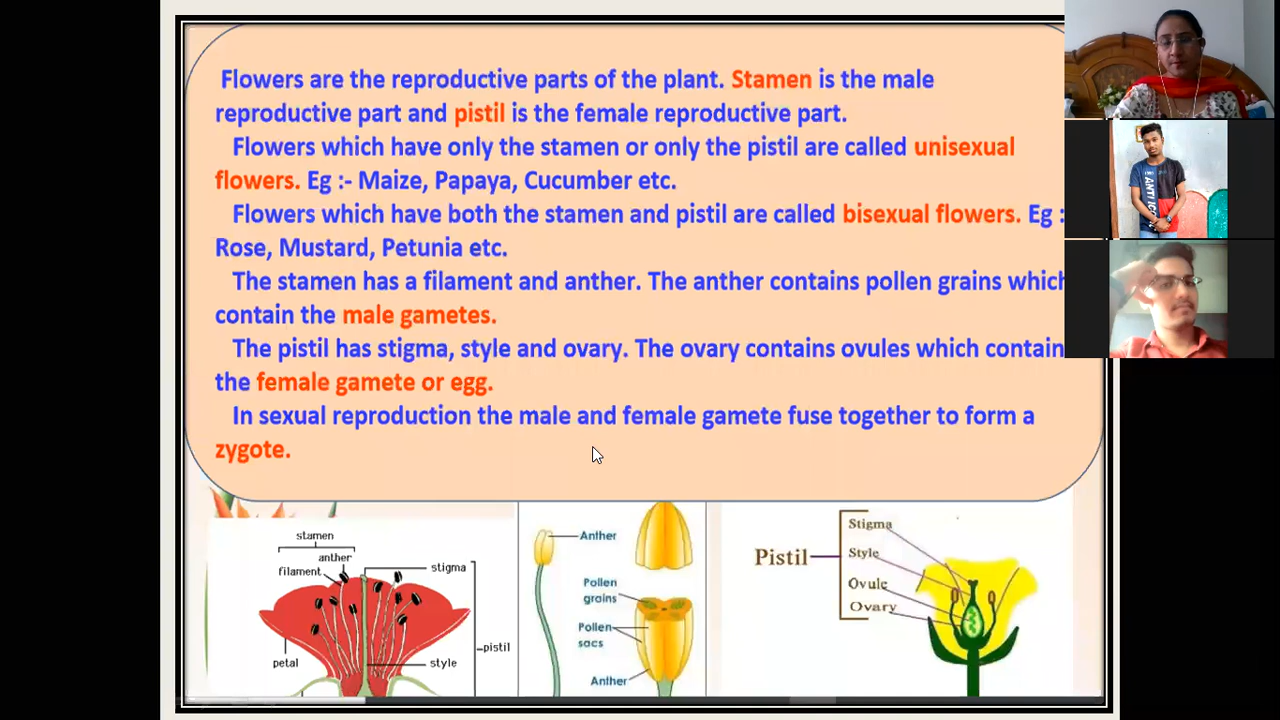 Flowers are the reproductive parts of the plant. Stamen is the male
reproductive part and pistil is the female reproductive part.
Flowers which have only the stamen or only the pistil are called unisexual
flowers. Eg :- Maize, Papaya, Cucumber etc.
Flowers which have both the stamen and pistil are called bisexual flowers. Eg :
Rose, Mustard, Petunia etc.
The stamen has a filament and anther. The anther contains pollen grains which
contain the male gametes.
The pistil has stigma, style and ovary. The ovary contains ovules which contain
the female gamete or egg.
In sexual reproduction the male and female gamete fuse together to form a
zygote.
stamen
anther
filament
stigma
petal
style
pistil
Anther
Pollen
grains
Pollen
sacs
Anther
Pistil
Stigma
Style
Ovule
Ovary